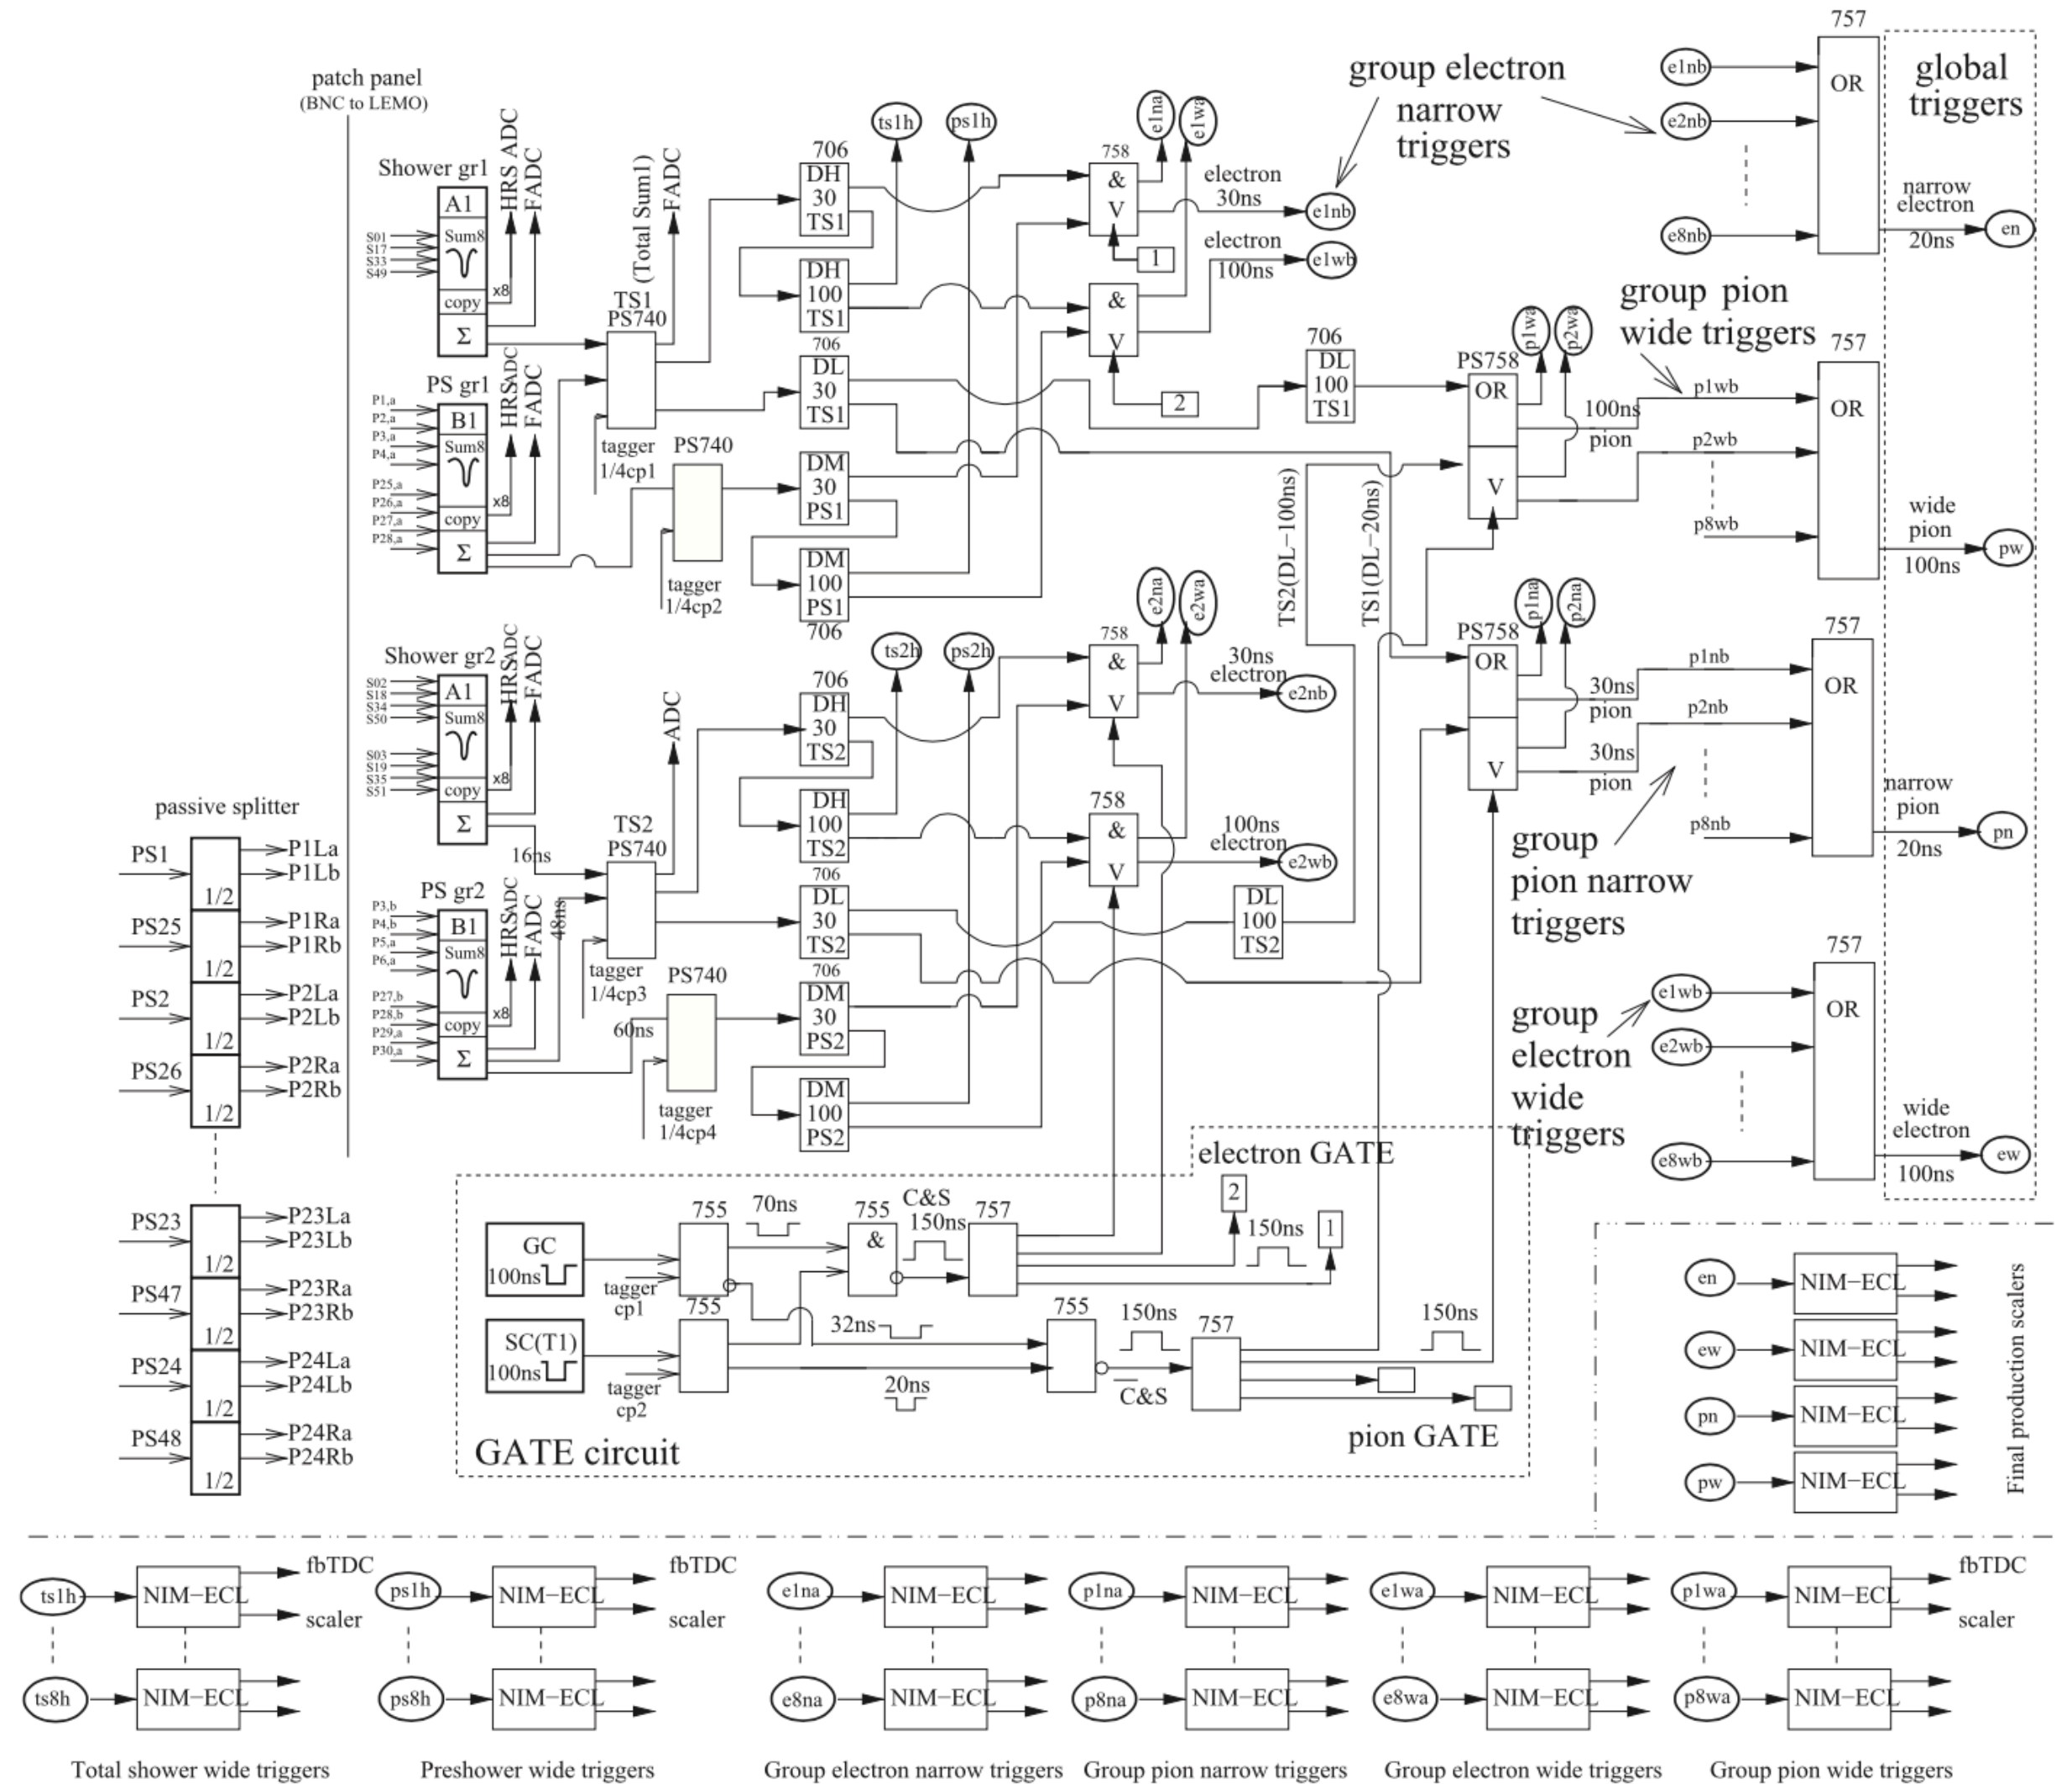 patch panel
(BNC to LEMO)
Shower gr1
A1
Sum8
copy
Σ
S01
S17
S33
S49
x8
HRS ADC
FADC
PS gr1
B1
Sum8
copy
Σ
P1,a
P2,a
P3,a
P4,a
P25,a
P26,a
P27,a
P28,a
x8
HRSADC
FADC
TS1
PS740
(Total Sum1)
FADC
tagger
1/4cp1
PS740
tagger
1/4cp2
706
DH
30
TS1
DH
100
TS1
706
DL
30
TS1
DM
30
PS1
DM
100
PS1
706
ts1h
ps1h
e1na
e1wa
758
&
V
1
&
V
2
electron
30ns
e1nb
electron
100ns
e1wb
group electron
narrow
triggers
706
DL
100
TS1
PS758
OR
V
p1wa
p2wa
100ns
pion
p1wb
p2wb
p8wb
group pion
wide triggers
TS2(DL−100ns)
TS1(DL−20ns)
757
OR
e1nb
e2nb
e8nb
narrow
electron
20ns
en
global
triggers
757
OR
wide
pion
100ns
pw
Shower gr2
A1
Sum8
copy
Σ
S02
S18
S34
S50
S03
S19
S35
S51
x8
HRSADC
FADC
16ns
PS gr2
B1
Sum8
copy
Σ
P3,b
P4,b
P5,a
P6,a
P27,b
P28,b
P29,a
P30,a
x8
HRSADC
FADC
48ns
TS2
PS740
ADC
tagger
1/4cp3
PS740
60ns
tagger
1/4cp4
706
DH
30
TS2
DH
100
TS2
706
DL
30
TS2
706
DM
30
PS2
DM
100
PS2
ts2h
ps2h
e2na
e2wa
758
&
V
758
&
V
30ns
electron
e2nb
100ns
electron
e2wb
DL
100
TS2
PS758
OR
V
p1na
p2na
30ns
pion
30ns
pion
p1nb
p2nb
p8nb
group
pion narrow
triggers
757
OR
narrow
pion
20ns
pn
group
electron
wide
triggers
e1wb
e2wb
e8wb
757
OR
wide
electron
100ns
ew
passive splitter
PS1
1/2
P1La
P1Lb
PS25
1/2
P1Ra
P1Rb
PS2
1/2
P2La
P2Lb
PS26
1/2
P2Ra
P2Rb
PS23
1/2
P23La
P23Lb
PS47
1/2
P23Ra
P23Rb
PS24
1/2
P24La
P24Lb
PS48
1/2
P24Ra
P24Rb
electron GATE
GC
100ns
tagger
cp1
755
70ns
755
&
C&S
150ns
757
2
150ns
1
SC(T1)
100ns
tagger
cp2
755
32ns
20ns
755
150ns
C̅&S
757
150ns
pion GATE
GATE circuit
en
NIM−ECL
ew
NIM−ECL
pn
NIM−ECL
pw
NIM−ECL
Final production scalers
ts1h
NIM−ECL
fbTDC
scaler
ps1h
NIM−ECL
fbTDC
scaler
e1na
NIM−ECL
p1na
NIM−ECL
e1wa
NIM−ECL
p1wa
NIM−ECL
fbTDC
scaler
ts8h
NIM−ECL
ps8h
NIM−ECL
e8na
NIM−ECL
p8na
NIM−ECL
e8wa
NIM−ECL
p8wa
NIM−ECL
Total shower wide triggers
Preshower wide triggers
Group electron narrow triggers
Group pion narrow triggers
Group electron wide triggers
Group pion wide triggers